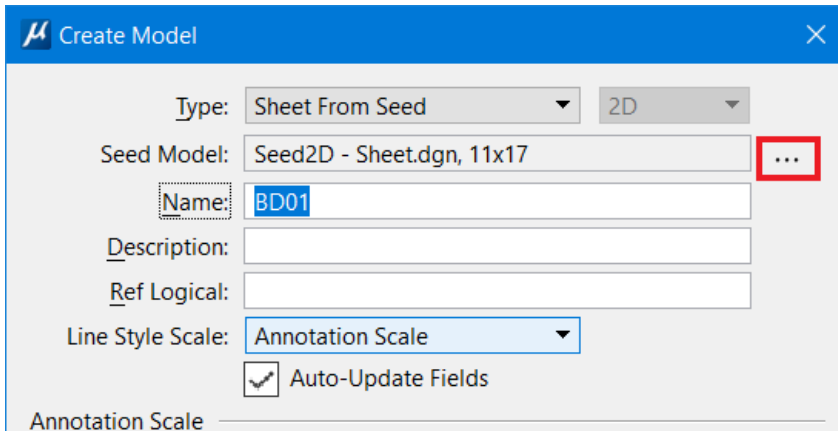 Create Model
Type: Sheet From Seed 2D
Seed Model: Seed2D - Sheet.dgn, 11x17 ...
Name: BD01
Description:
Ref Logical:
Line Style Scale: Annotation Scale
Auto-Update Fields
Annotation Scale